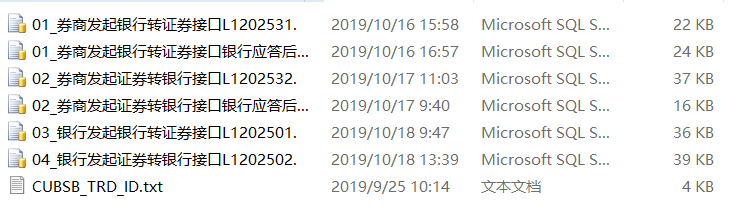 01_券商发起银行转证券接口L1202531. 2019/10/16 15:58 Microsoft SQL S... 22 KB
01_券商发起银行转证券接口银行应答后... 2019/10/16 16:57 Microsoft SQL S... 24 KB
02_券商发起证券转银行接口L1202532. 2019/10/17 11:03 Microsoft SQL S... 37 KB
02_券商发起证券转银行接口银行应答后... 2019/10/17 9:40 Microsoft SQL S... 16 KB
03_银行发起银行转证券接口L1202501. 2019/10/18 9:47 Microsoft SQL S... 36 KB
04_银行发起证券转银行接口L1202502. 2019/10/18 13:39 Microsoft SQL S... 39 KB
CUBSB_TRD_ID.txt 2019/9/25 10:14 文本文档 4 KB